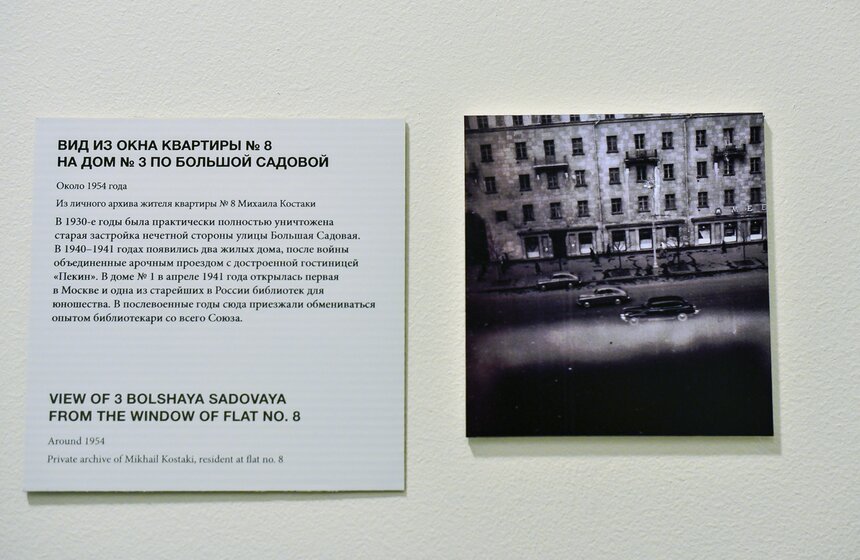 ВИД ИЗ ОКНА КВАРТИРЫ № 8
НА ДОМ № 3 ПО БОЛЬШОЙ САДОВОЙ
Около 1954 года
Из личного архива жителя квартиры № 8 Михаила Костаки
В 1930-е годы была практически полностью уничтожена
старая застройка нечетной стороны улицы Большая Садовая.
В 1940–1941 годах появились два жилых дома, после войны
объединенные арочным проездом с достроенной гостиницей
«Пекин». В доме № 1 в апреле 1941 года открылась первая
в Москве и одна из старейших в России библиотек для
юношества. В послевоенные годы сюда приезжали обмениваться
опытом библиотекари со всего Союза.
VIEW OF 3 BOLSHAYA SADOVAYA
FROM THE WINDOW OF FLAT NO. 8
Around 1954
Private archive of Mikhail Kostaki, resident at flat no. 8